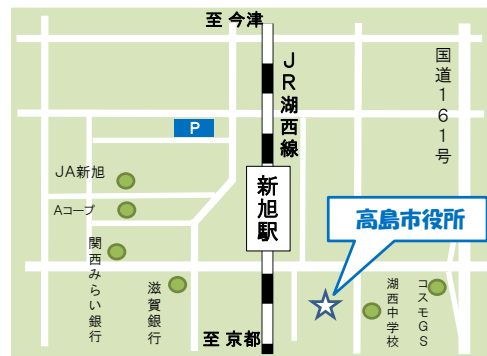 至 今津
JR湖西線
国道161号
P
JA新旭
Aコープ
新旭駅
高島市役所
関西みらい銀行
滋賀銀行
湖西中学校
コスモGS
至 京都